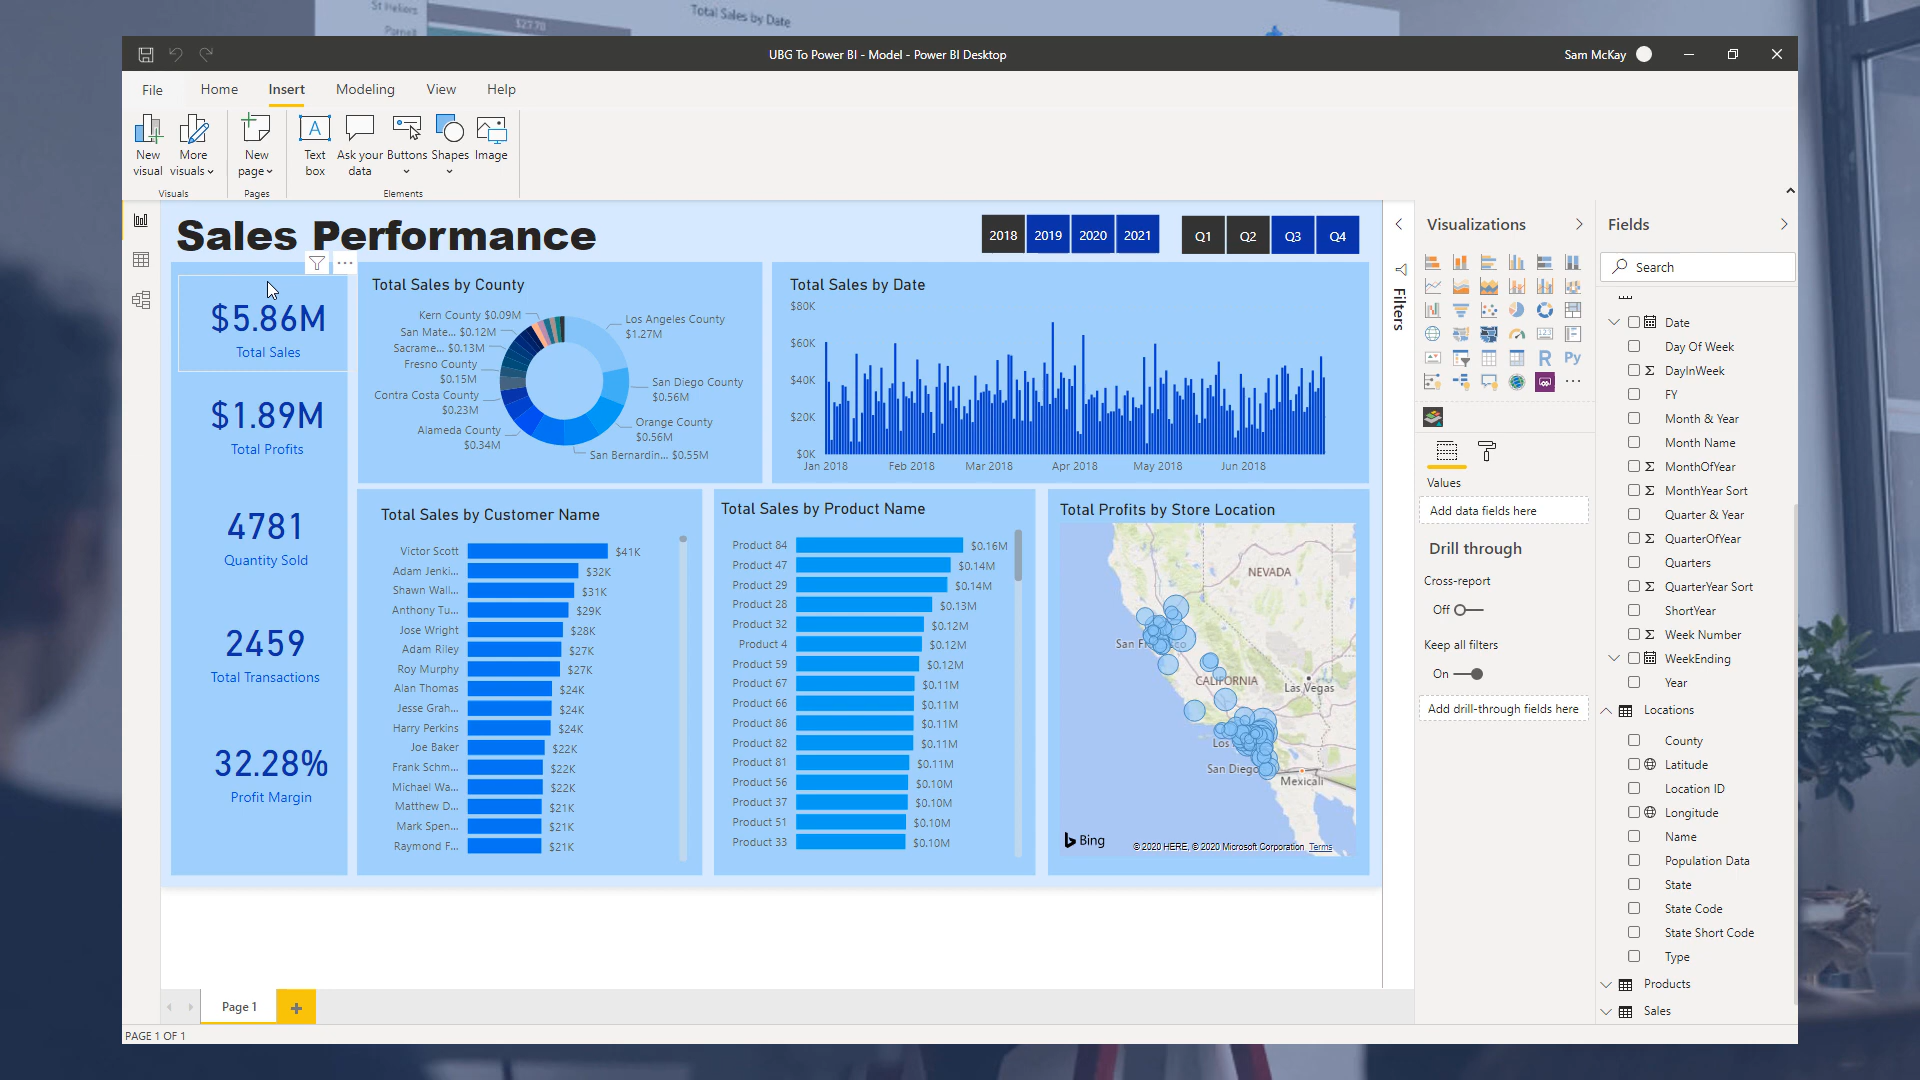 St Heliers
$27.70
Total Sales by Date
UBG To Power BI - Model - Power BI Desktop
Sam McKay
File
Home
Insert
Modeling
View
Help
New visual
More visuals
New page
Text box
Ask your data
Buttons
Shapes
Image
Visuals
Pages
Elements
Sales Performance
2018
2019
2020
2021
Q1
Q2
Q3
Q4
$5.86M
Total Sales
$1.89M
Total Profits
4781
Quantity Sold
2459
Total Transactions
32.28%
Profit Margin
Total Sales by County
Kern County $0.09M
San Mate... $0.12M
Sacrame... $0.13M
Fresno County
$0.15M
Contra Costa County
$0.23M
Alameda County
$0.34M
Los Angeles County
$1.27M
San Diego County
$0.56M
Orange County
$0.56M
San Bernardin... $0.55M
Total Sales by Date
$80K
$60K
$40K
$20K
$0K
Jan 2018
Feb 2018
Mar 2018
Apr 2018
May 2018
Jun 2018
Total Sales by Customer Name
Victor Scott $41K
Adam Jenki... $32K
Shawn Wall... $31K
Anthony Tu... $29K
Jose Wright $28K
Adam Riley $27K
Roy Murphy $27K
Alan Thomas $24K
Jesse Grah... $24K
Harry Perkins $24K
Joe Baker $22K
Frank Schm... $22K
Michael Wa... $22K
Matthew D... $21K
Mark Spen... $21K
Raymond F... $21K
Total Sales by Product Name
Product 84 $0.16M
Product 47 $0.14M
Product 29 $0.14M
Product 28 $0.13M
Product 32 $0.12M
Product 4 $0.12M
Product 59 $0.12M
Product 67 $0.11M
Product 66 $0.11M
Product 86 $0.11M
Product 82 $0.11M
Product 81 $0.11M
Product 56 $0.10M
Product 37 $0.10M
Product 51 $0.10M
Product 33 $0.10M
Total Profits by Store Location
NEVADA
CALIFORNIA
Las Vegas
Los
San Diego
Mexicali
Bing
© 2020 HERE, © 2020 Microsoft Corporation Terms
Filters
Visualizations
R
Py
Values
Add data fields here
Drill through
Cross-report
Off
Keep all filters
On
Add drill-through fields here
Fields
Search
Date
Day Of Week
DayInWeek
FY
Month & Year
Month Name
MonthOfYear
MonthYear Sort
Quarter & Year
QuarterOfYear
Quarters
QuarterYear Sort
ShortYear
Week Number
WeekEnding
Year
Locations
County
Latitude
Location ID
Longitude
Name
Population Data
State
State Code
State Short Code
Type
Products
Sales
Page 1
PAGE 1 OF 1